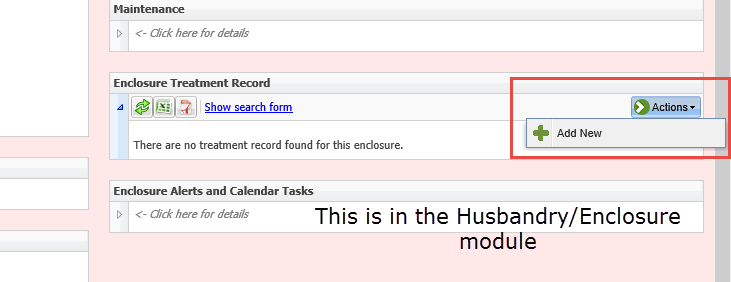 Maintenance
<- Click here for details
Enclosure Treatment Record
Show search form
Actions
Add New
There are no treatment record found for this enclosure.
Enclosure Alerts and Calendar Tasks
<- Click here for details
This is in the Husbandry/Enclosure
module